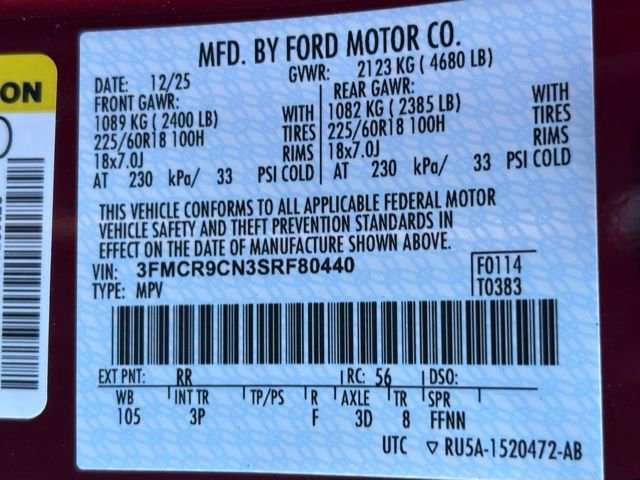 ON
MFD. BY FORD MOTOR CO.
DATE: 12/25 GVWR: 2123 KG ( 4680 LB)
FRONT GAWR: REAR GAWR:
1089 KG ( 2400 LB) WITH 1082 KG ( 2385 LB) WITH
225/60R18 100H TIRES 225/60R18 100H TIRES
18x7.0J RIMS 18x7.0J RIMS
AT 230 kPa/ 33 PSI COLD AT 230 kPa/ 33 PSI COLD
THIS VEHICLE CONFORMS TO ALL APPLICABLE FEDERAL MOTOR
VEHICLE SAFETY AND THEFT PREVENTION STANDARDS IN
EFFECT ON THE DATE OF MANUFACTURE SHOWN ABOVE.
VIN: 3FMCR9CN3SRF80440 F0114
TYPE: MPV T0383
EXT PNT: RR RC: 56 DSO:
WB INT TR TP/PS R AXLE TR SPR
105 3P F 3D 8 FFNN
UTC ▽ RU5A-1520472-AB